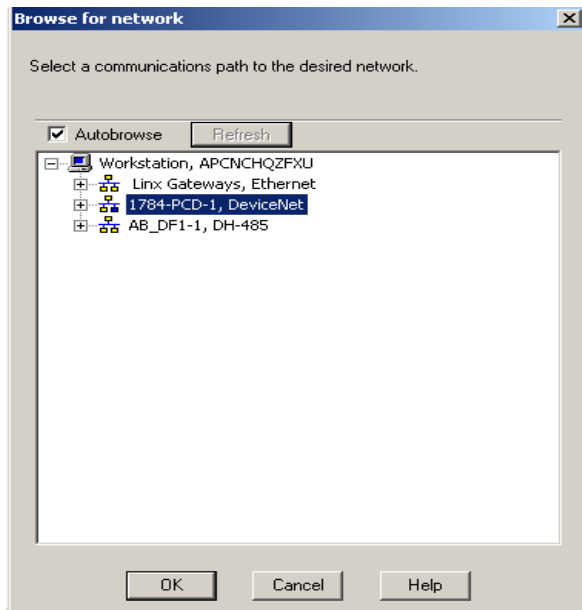 Browse for network
Select a communications path to the desired network.
Autobrowse Refresh
Workstation, APCNCHQZFXU
Linx Gateways, Ethernet
1784-PCD-1, DeviceNet
AB_DF1-1, DH-485
OK Cancel Help